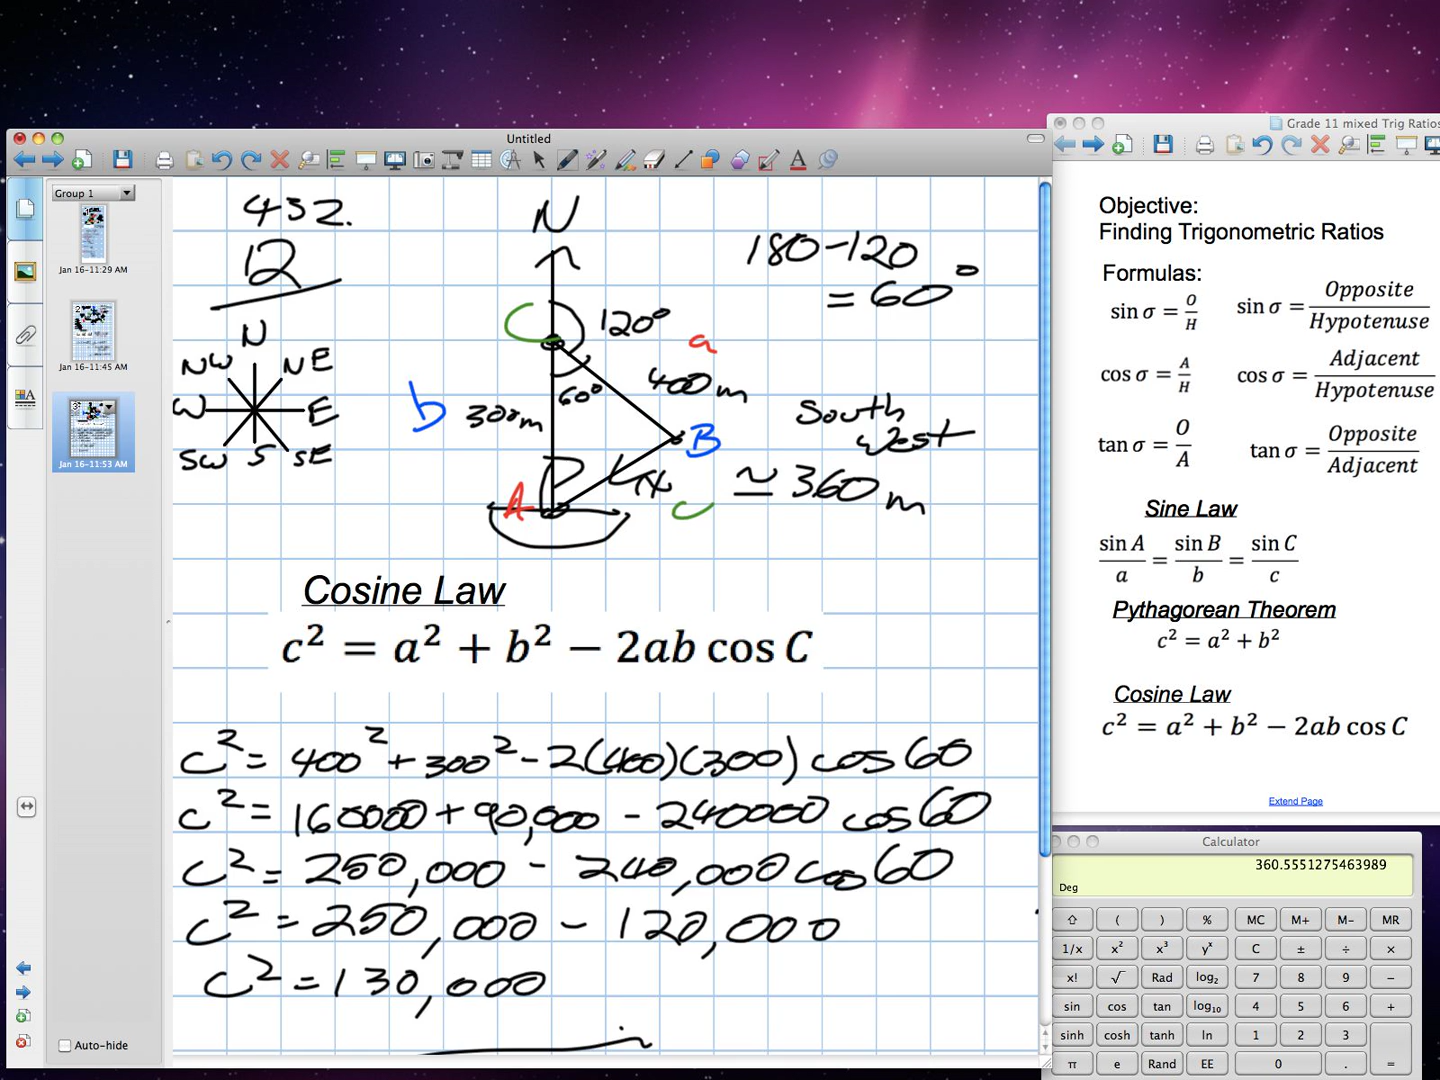 Untitled
Group 1
Jan 16-11:29 AM
Jan 16-11:45 AM
Jan 16-11:53 AM
Auto-hide
432.
12
N
NW NE
W E
SW S SE
N
C 120°
a
60° 400m
b 300m
B
A
x
c
180-120
= 60°
South
West
≃ 360 m
Cosine Law
c² = a² + b² − 2ab cos C
c² = 400² + 300² - 2(400)(300) cos 60
c² = 160000 + 90,000 - 240000 cos 60
c² = 250,000 - 240,000 cos 60
c² = 250,000 - 120,000
c² = 130,000
Grade 11 mixed Trig Ratios
Objective:
Finding Trigonometric Ratios
Formulas:
sin σ = O/H sin σ = Opposite/Hypotenuse
cos σ = A/H cos σ = Adjacent/Hypotenuse
tan σ = O/A tan σ = Opposite/Adjacent
Sine Law
sin A/a = sin B/b = sin C/c
Pythagorean Theorem
c² = a² + b²
Cosine Law
c² = a² + b² − 2ab cos C
Extend Page
Calculator
360.5551275463989
Deg
⇧ ( ) % MC M+ M− MR
1/x x² x³ yˣ C ± ÷ ×
x! √ Rad log₂ 7 8 9 −
sin cos tan log₁₀ 4 5 6 +
sinh cosh tanh ln 1 2 3
π e Rand EE 0 . =